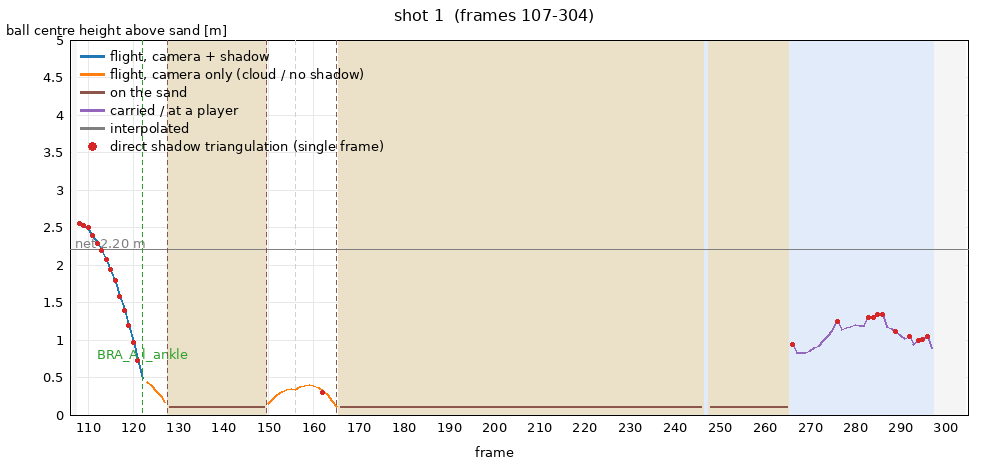 shot 1 (frames 107-304)
ball centre height above sand [m]
5
4.5
4
3.5
3
2.5
2
1.5
1
0.5
0
flight, camera + shadow
flight, camera only (cloud / no shadow)
on the sand
carried / at a player
interpolated
direct shadow triangulation (single frame)
net 2.20 m
110 120 130 140 150 160 170 180 190 200 210 220 230 240 250 260 270 280 290 300
frame